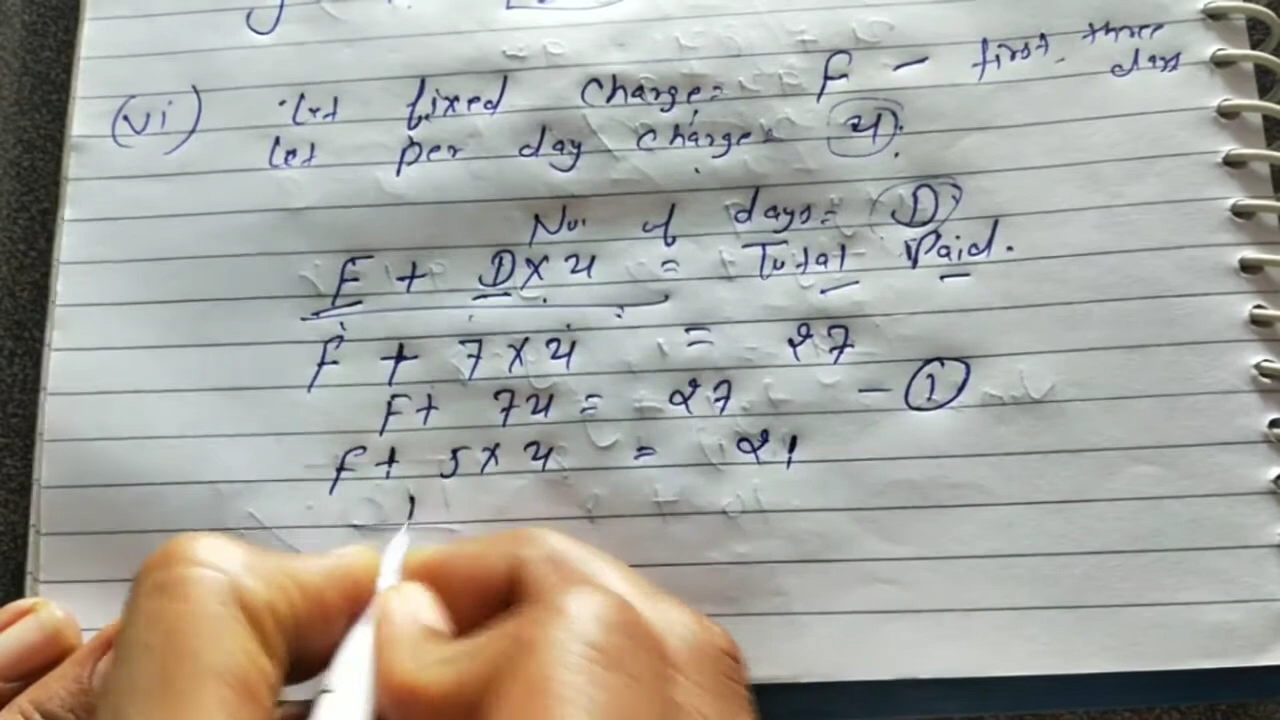 (vi) Let fixed charge = F - first three days
Let per day charge = y.
No. of days = D
F + D x y = Total Paid.
F + 7 x y = 27
F + 7y = 27 - ①
F + 5 x y = 21